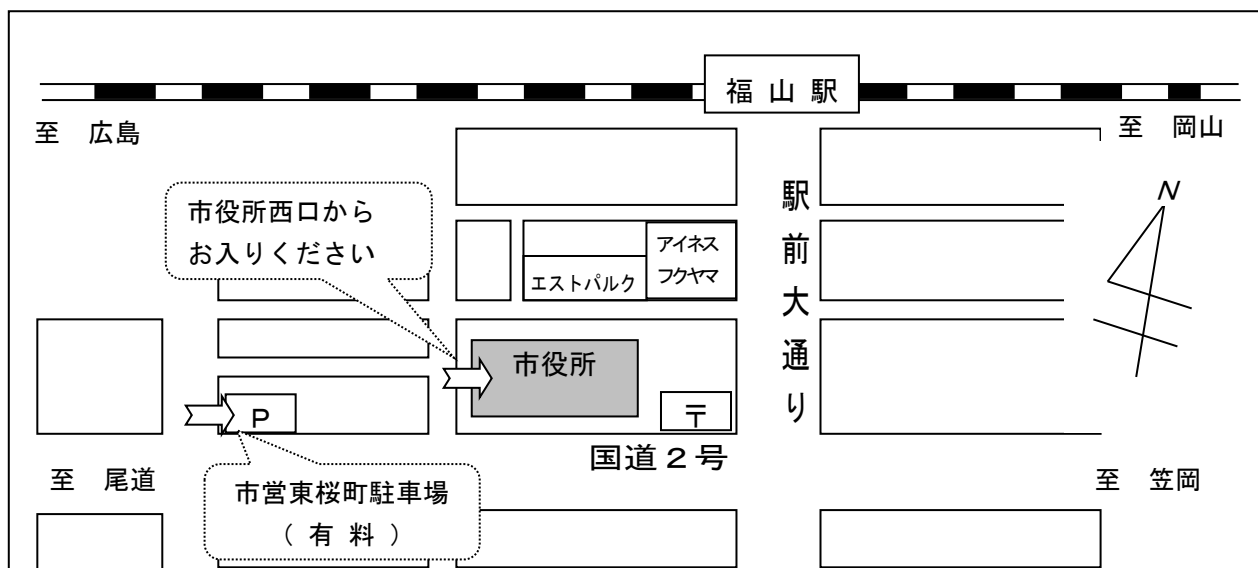 福山駅
至 広島
至 岡山
市役所西口から
お入りください
駅前大通り
N
アイネス
フクヤマ
エストパルク
市役所
P
〒
国道２号
至 尾道
至 笠岡
市営東桜町駐車場
(有料)